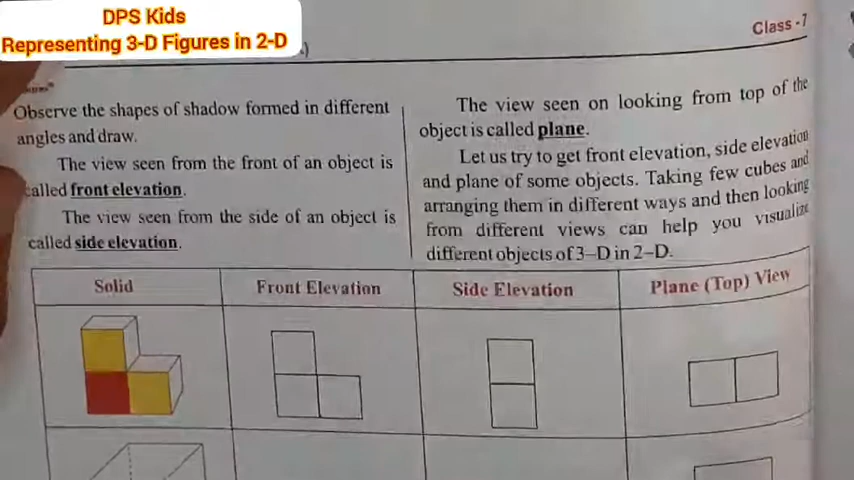 DPS Kids
Representing 3-D Figures in 2-D
Class -7
Observe the shapes of shadow formed in different
angles and draw.
The view seen from the front of an object is
called front elevation.
The view seen from the side of an object is
called side elevation.
The view seen on looking from top of the
object is called plane.
Let us try to get front elevation, side elevation
and plane of some objects. Taking few cubes and
arranging them in different ways and then looking
from different views can help you visualize
different objects of 3-D in 2-D.
Solid
Front Elevation
Side Elevation
Plane (Top) View